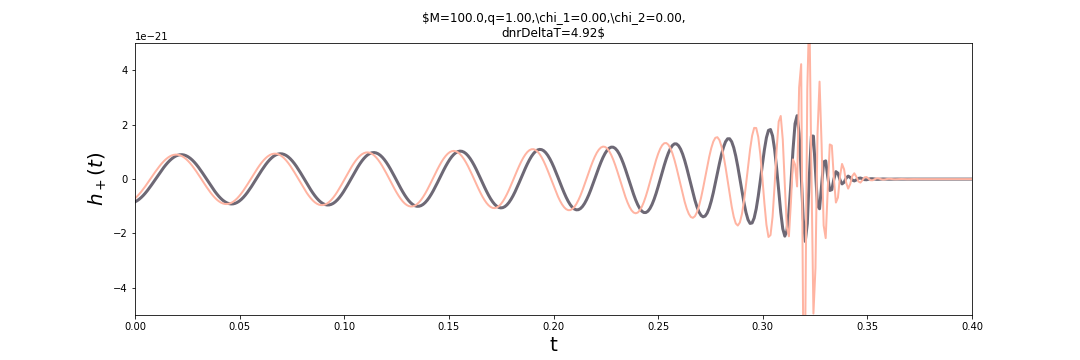 $M=100.0,q=1.00,\chi_1=0.00,\chi_2=0.00,
dnrDeltaT=4.92$
1e−21
4
2
0
−2
−4
h+(t)
0.00 0.05 0.10 0.15 0.20 0.25 0.30 0.35 0.40
t